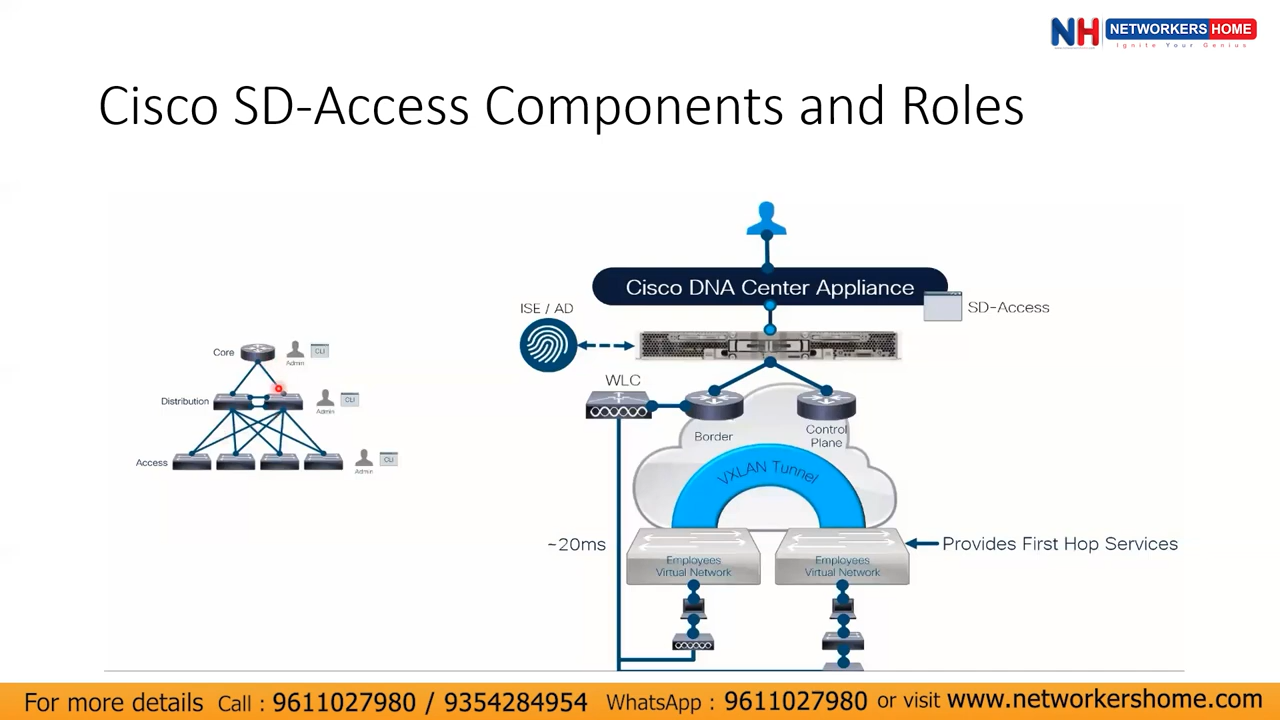 NH NETWORKERS HOME
Ignite Your Genius
Cisco SD-Access Components and Roles
Cisco DNA Center Appliance
SD-Access
ISE / AD
Core
Admin
CLI
WLC
Distribution
Admin
CLI
Border
Control
Plane
Access
Admin
CLI
VXLAN Tunnel
~20ms
Employees
Virtual Network
Employees
Virtual Network
Provides First Hop Services
For more details Call : 9611027980 / 9354284954 WhatsApp : 9611027980 or visit www.networkershome.com